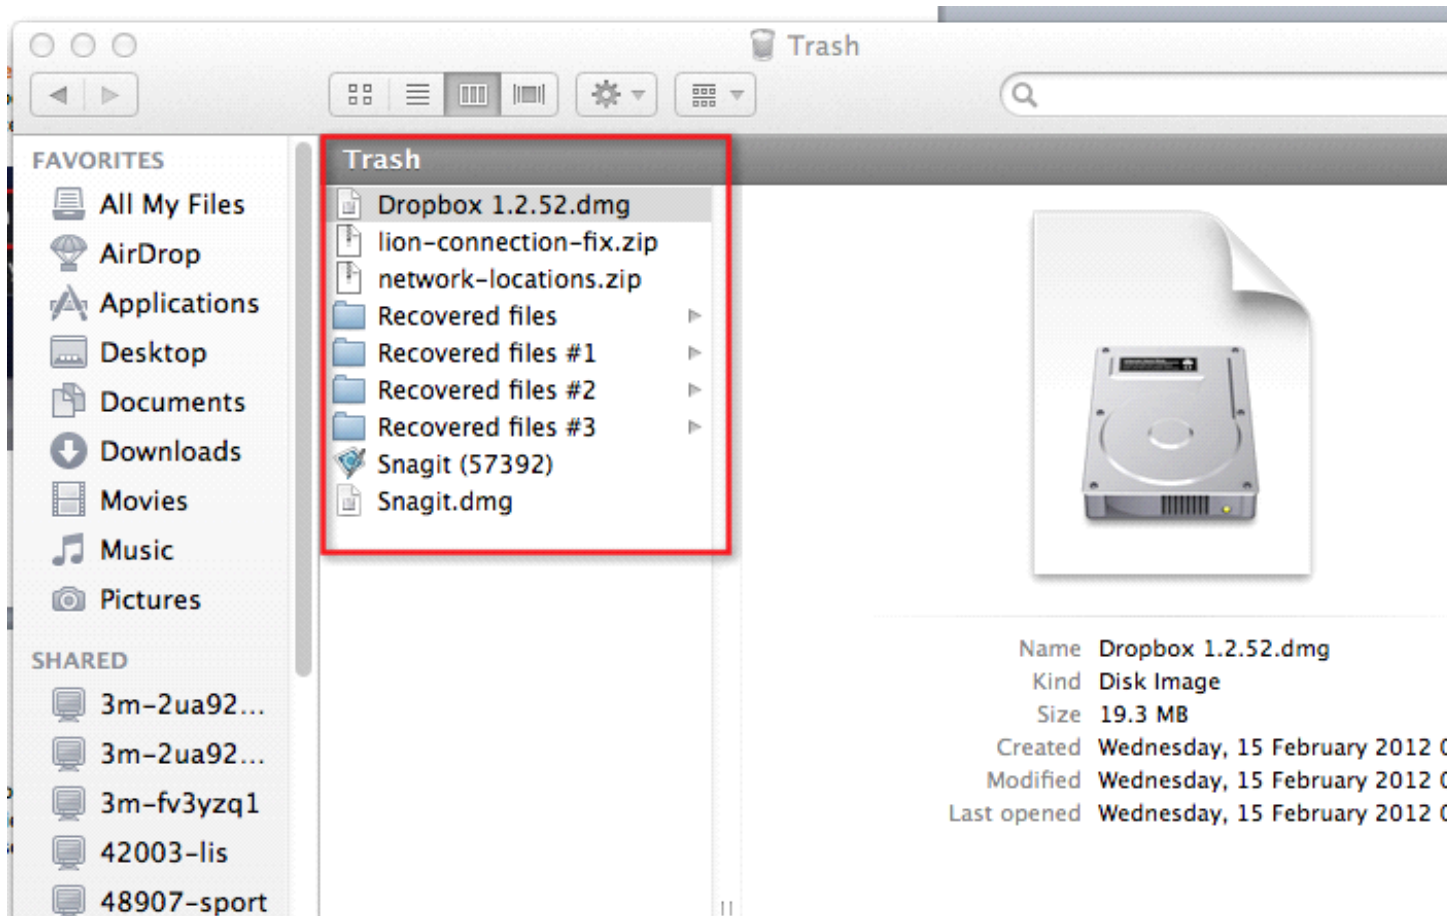 Trash
FAVORITES
All My Files
AirDrop
Applications
Desktop
Documents
Downloads
Movies
Music
Pictures
SHARED
3m-2ua92...
3m-2ua92...
3m-fv3yzq1
42003-lis
48907-sport
Trash
Dropbox 1.2.52.dmg
lion-connection-fix.zip
network-locations.zip
Recovered files
Recovered files #1
Recovered files #2
Recovered files #3
Snagit (57392)
Snagit.dmg
Name Dropbox 1.2.52.dmg
Kind Disk Image
Size 19.3 MB
Created Wednesday, 15 February 2012
Modified Wednesday, 15 February 2012
Last opened Wednesday, 15 February 2012